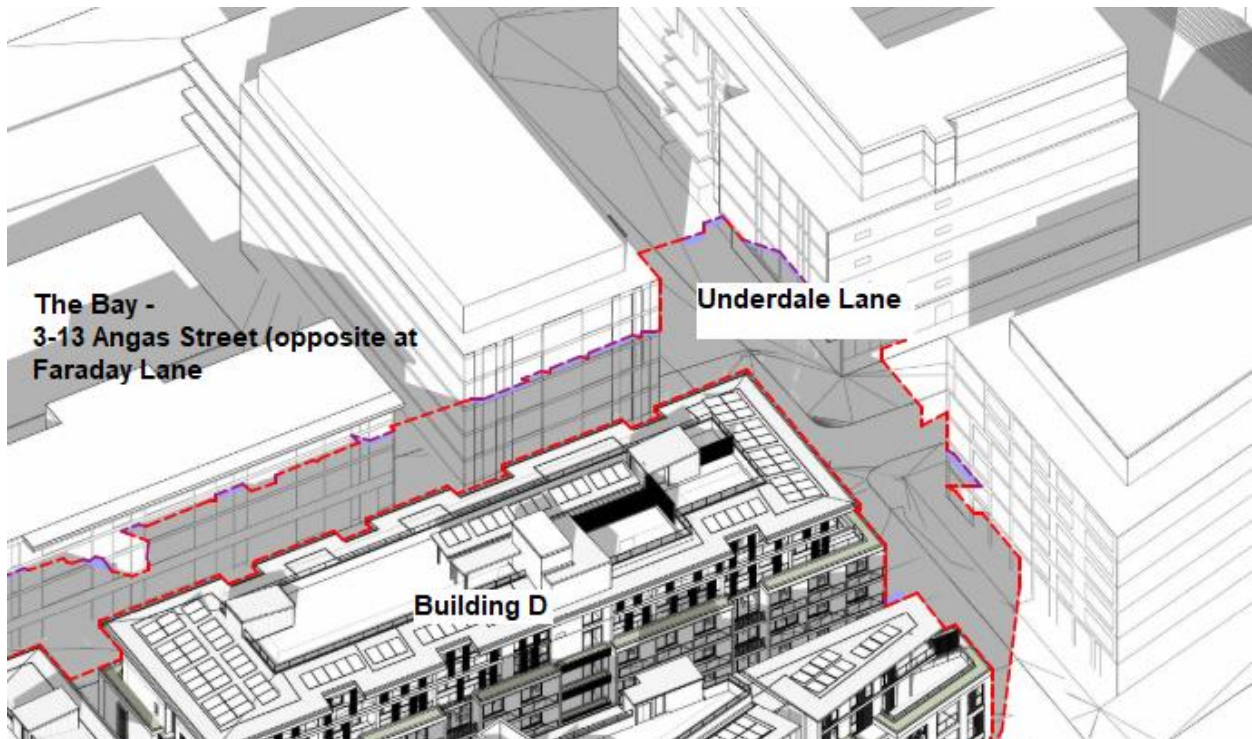 The Bay -
3-13 Angas Street (opposite at
Faraday Lane
Underdale Lane
Building D